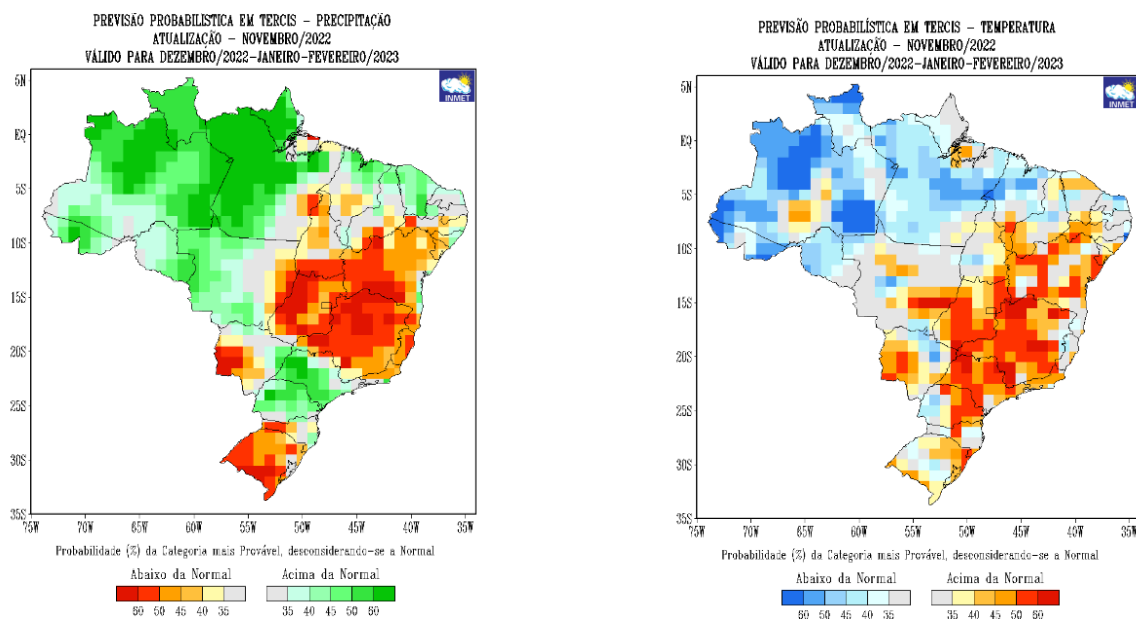 PREVISÃO PROBABILISTICA EM TERCIS - PRECIPITAÇÃO
ATUALIZAÇÃO - NOVEMBRO/2022
VÁLIDO PARA DEZEMBRO/2022-JANEIRO-FEVEREIRO/2023
INMET
5N
EQ
5S
10S
15S
20S
25S
30S
35S
75W 70W 65W 60W 55W 50W 45W 40W 35W
Probabilidade (%) da Categoria mais Provável, desconsiderando-se a Normal
Abaixo da Normal Acima da Normal
60 50 45 40 35 35 40 45 50 60
PREVISÃO PROBABILÍSTICA EM TERCIS - TEMPERATURA
ATUALIZAÇÃO - NOVEMBRO/2022
VÁLIDO PARA DEZEMBRO/2022-JANEIRO-FEVEREIRO/2023
INMET
5N
EQ
5S
10S
15S
20S
25S
30S
35S
75W 70W 65W 60W 55W 50W 45W 40W 35W
Probabilidade (%) da Categoria mais Provável, desconsiderando-se a Normal
Abaixo da Normal Acima da Normal
60 50 45 40 35 35 40 45 50 60